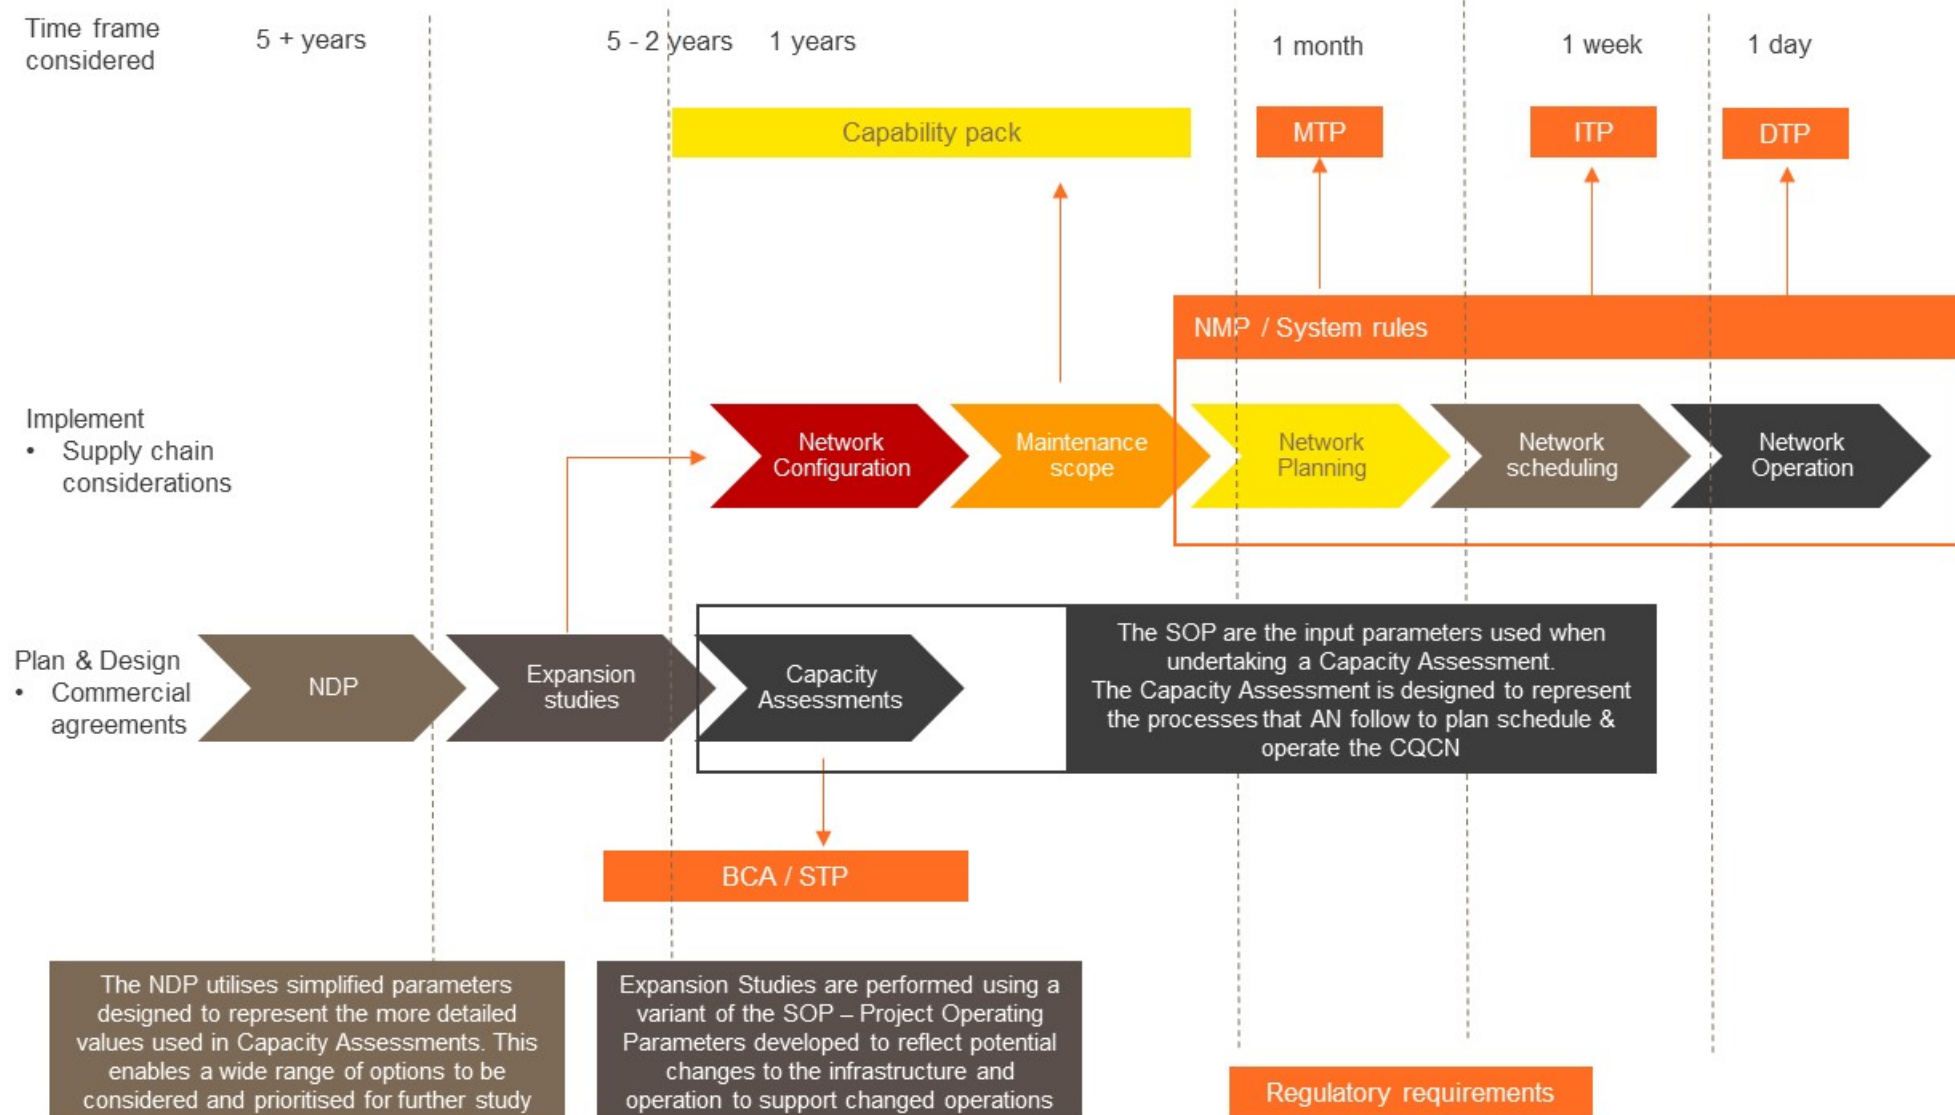 Time frame
considered
5 + years
5 - 2 years
1 years
1 month
1 week
1 day
Capability pack
MTP
ITP
DTP
NMP / System rules
Implement
• Supply chain
considerations
Network
Configuration
Maintenance
scope
Network
Planning
Network
scheduling
Network
Operation
Plan & Design
• Commercial
agreements
NDP
Expansion
studies
Capacity
Assessments
The SOP are the input parameters used when
undertaking a Capacity Assessment.
The Capacity Assessment is designed to represent
the processes that AN follow to plan schedule &
operate the CQCN
BCA / STP
The NDP utilises simplified parameters
designed to represent the more detailed
values used in Capacity Assessments. This
enables a wide range of options to be
considered and prioritised for further study
Expansion Studies are performed using a
variant of the SOP – Project Operating
Parameters developed to reflect potential
changes to the infrastructure and
operation to support changed operations
Regulatory requirements